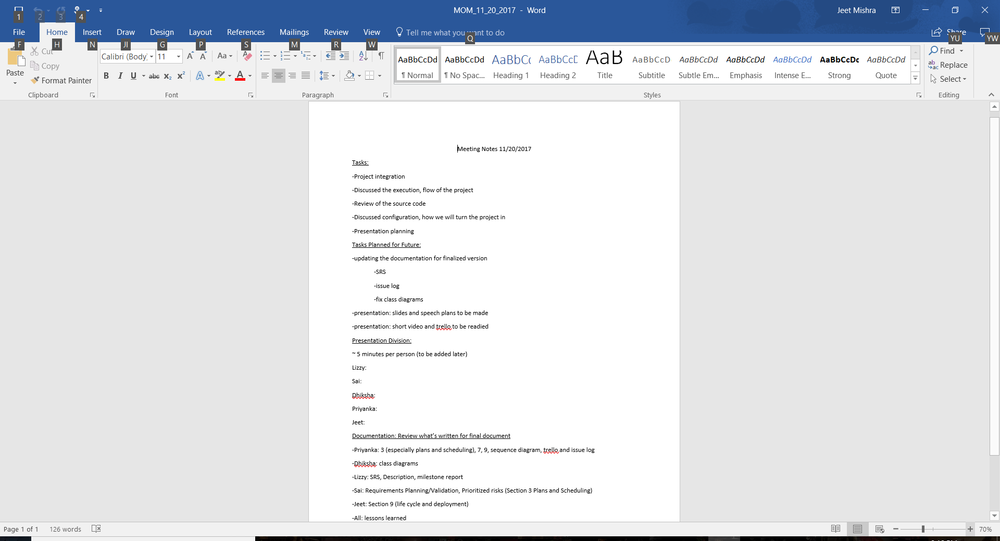 MOM_11_20_2017 - Word
Jeet Mishra
1 2 3 4
File Home Insert Draw Design Layout References Mailings Review View Tell me what you want to do Share
F H N JI G P S M R W Q YU YW
Paste
Cut
Copy
Format Painter
Clipboard
Calibri (Body) 11
Aa
B I U abc X₂ X² A ab A
Font
Paragraph
AaBbCcDd AaBbCcDd AaBbCc AaBbCcD AaB AaBbCcD AaBbCcDd AaBbCcDd AaBbCcDd AaBbCcDc AaBbCcDd
¶ Normal ¶ No Spac... Heading 1 Heading 2 Title Subtitle Subtle Em... Emphasis Intense E... Strong Quote
Styles
Find
Replace
Select
Editing
Meeting Notes 11/20/2017
Tasks:
-Project integration
-Discussed the execution, flow of the project
-Review of the source code
-Discussed configuration, how we will turn the project in
-Presentation planning
Tasks Planned for Future:
-updating the documentation for finalized version
-SRS
-issue log
-fix class diagrams
-presentation: slides and speech plans to be made
-presentation: short video and trello to be readied
Presentation Division:
~ 5 minutes per person (to be added later)
Lizzy:
Sai:
Dhiksha:
Priyanka:
Jeet:
Documentation: Review what’s written for final document
-Priyanka: 3 (especially plans and scheduling), 7, 9, sequence diagram, trello and issue log
-Dhiksha: class diagrams
-Lizzy: SRS, Description, milestone report
-Sai: Requirements Planning/Validation, Prioritized risks (Section 3 Plans and Scheduling)
-Jeet: Section 9 (life cycle and deployment)
-All: lessons learned
Page 1 of 1 126 words 70%